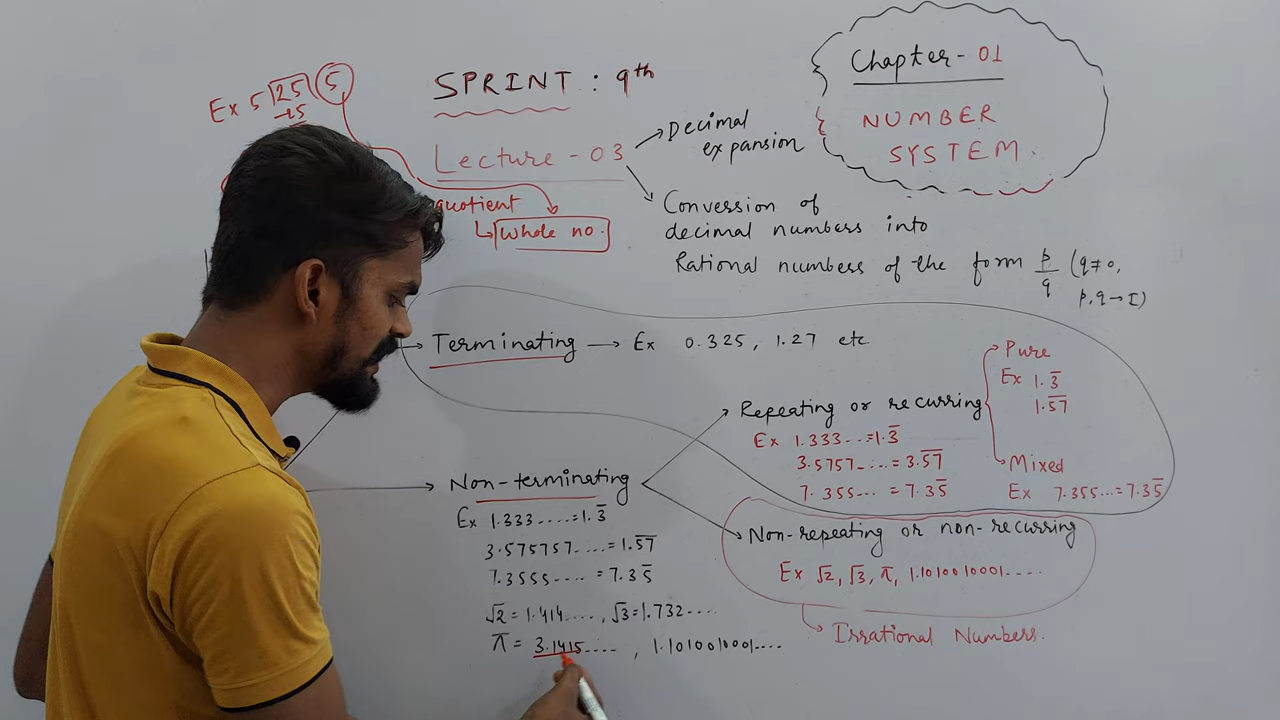 Ex 5 25 5
-25
SPRINT : 9th
Lecture - 03
Decimal
expansion
Conversion of
decimal numbers into
Rational numbers of the form p/q (q≠0,
p,q→I)
Chapter-01
NUMBER
SYSTEM
quotient
Whole no.
Terminating → Ex 0.325, 1.27 etc
Non-terminating
Ex 1.333.....=1.3̅
3.575757.....=1.5̅7̅
7.3555.....=7.35̅
√2=1.414....., √3=1.732.....
π = 3.1415....., 1.1010010001.....
Repeating or recurring
Ex 1.333...=1.3̅
3.5757.....=3.5̅7̅
7.355...=7.35̅
Pure
Ex 1.3̅
1.5̅7̅
Mixed
Ex 7.355...=7.35̅
Non-repeating or non-recurring
Ex √2, √3, π, 1.1010010001.....
Irrational Numbers.